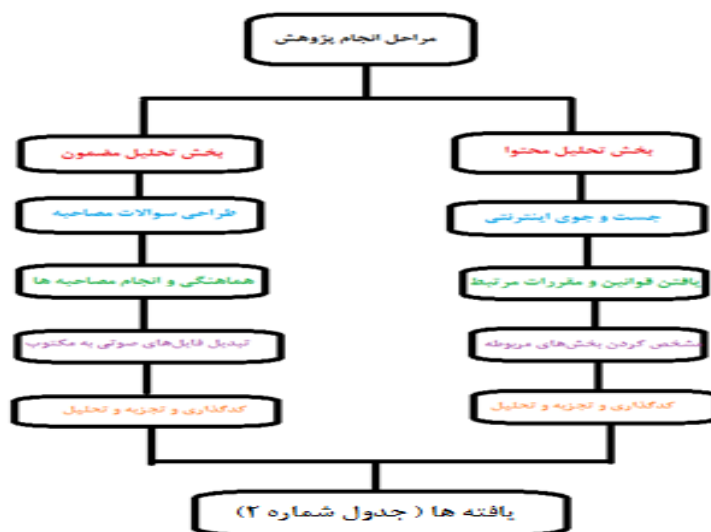 مراحل انجام پژوهش
بخش تحلیل محتوا
بخش تحلیل مضمون
جست و جوی اینترنتی
طراحی سوالات مصاحبه
یافتن قوانین و مقررات مرتبط
هماهنگی و انجام مصاحبه ها
مشخص کردن بخش‌های مربوطه
تبدیل فایل‌های صوتی به مکتوب
کدگذاری و تجزیه و تحلیل
کدگذاری و تجزیه و تحلیل
یافته ها ( جدول شماره ۲)